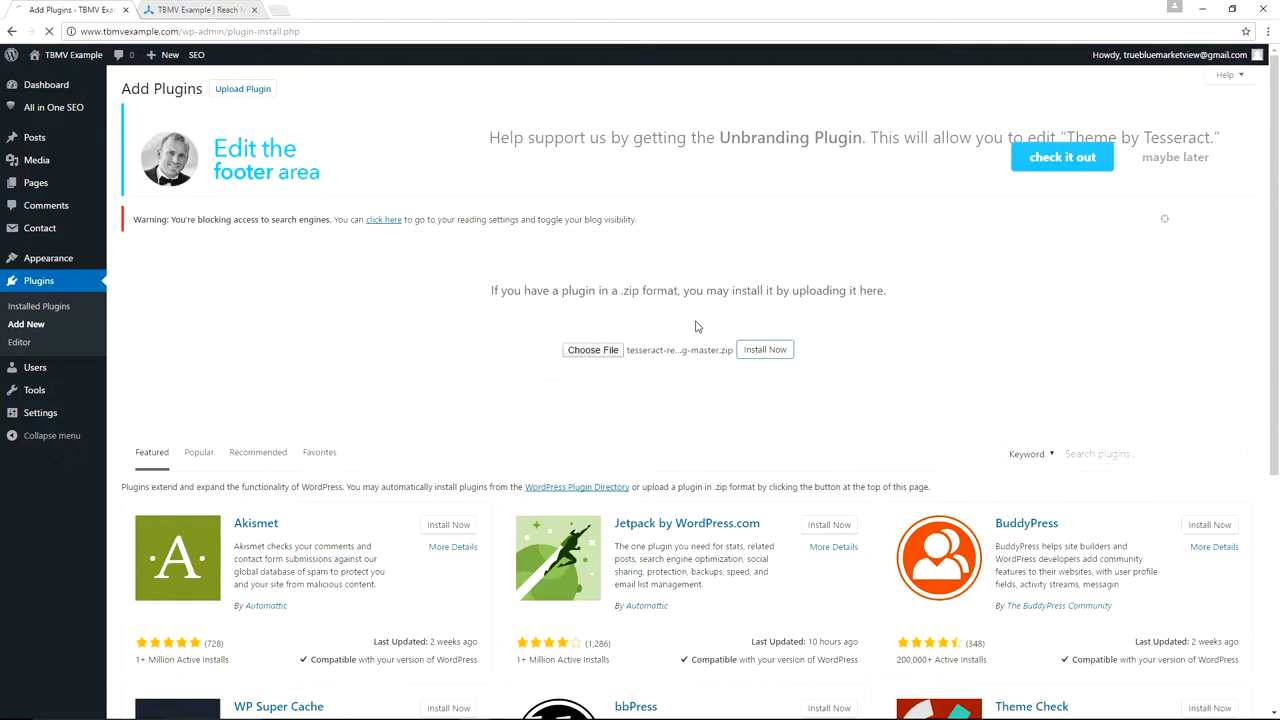 Add Plugins ‹ TBMV Ex
TBMV Example | Reach
www.tbmvexample.com/wp-admin/plugin-install.php
TBMV Example 0 New SEO
Howdy, truebluemarketview@gmail.com
Help
Dashboard
All in One SEO
Posts
Media
Pages
Comments
Contact
Appearance
Plugins
Installed Plugins
Add New
Editor
Users
Tools
Settings
Collapse menu
Add Plugins
Upload Plugin
Edit the
footer area
Help support us by getting the Unbranding Plugin. This will allow you to edit “Theme by Tesseract.”
check it out
maybe later
Warning: You're blocking access to search engines. You can click here to go to your reading settings and toggle your blog visibility.
If you have a plugin in a .zip format, you may install it by uploading it here.
Choose File tesseract-re...g-master.zip Install Now
Featured Popular Recommended Favorites
Keyword Search plugins...
Plugins extend and expand the functionality of WordPress. You may automatically install plugins from the WordPress Plugin Directory or upload a plugin in .zip format by clicking the button at the top of this page.
Akismet
Install Now
More Details
Akismet checks your comments and
contact form submissions against our
global database of spam to protect you
and your site from malicious content.
By Automattic
(728)
Last Updated: 2 weeks ago
1+ Million Active Installs
Compatible with your version of WordPress
Jetpack by WordPress.com
Install Now
More Details
The one plugin you need for stats, related
posts, search engine optimization, social
sharing, protection, backups, speed, and
email list management.
By Automattic
(1,286)
Last Updated: 10 hours ago
1+ Million Active Installs
Compatible with your version of WordPress
BuddyPress
Install Now
More Details
BuddyPress helps site builders and
WordPress developers add community
features to their websites, with user profile
fields, activity streams, messagin
By The BuddyPress Community
(348)
Last Updated: 2 weeks ago
200,000+ Active Installs
Compatible with your version of WordPress
WP Super Cache
Install Now
bbPress
Install Now
Theme Check
Install Now